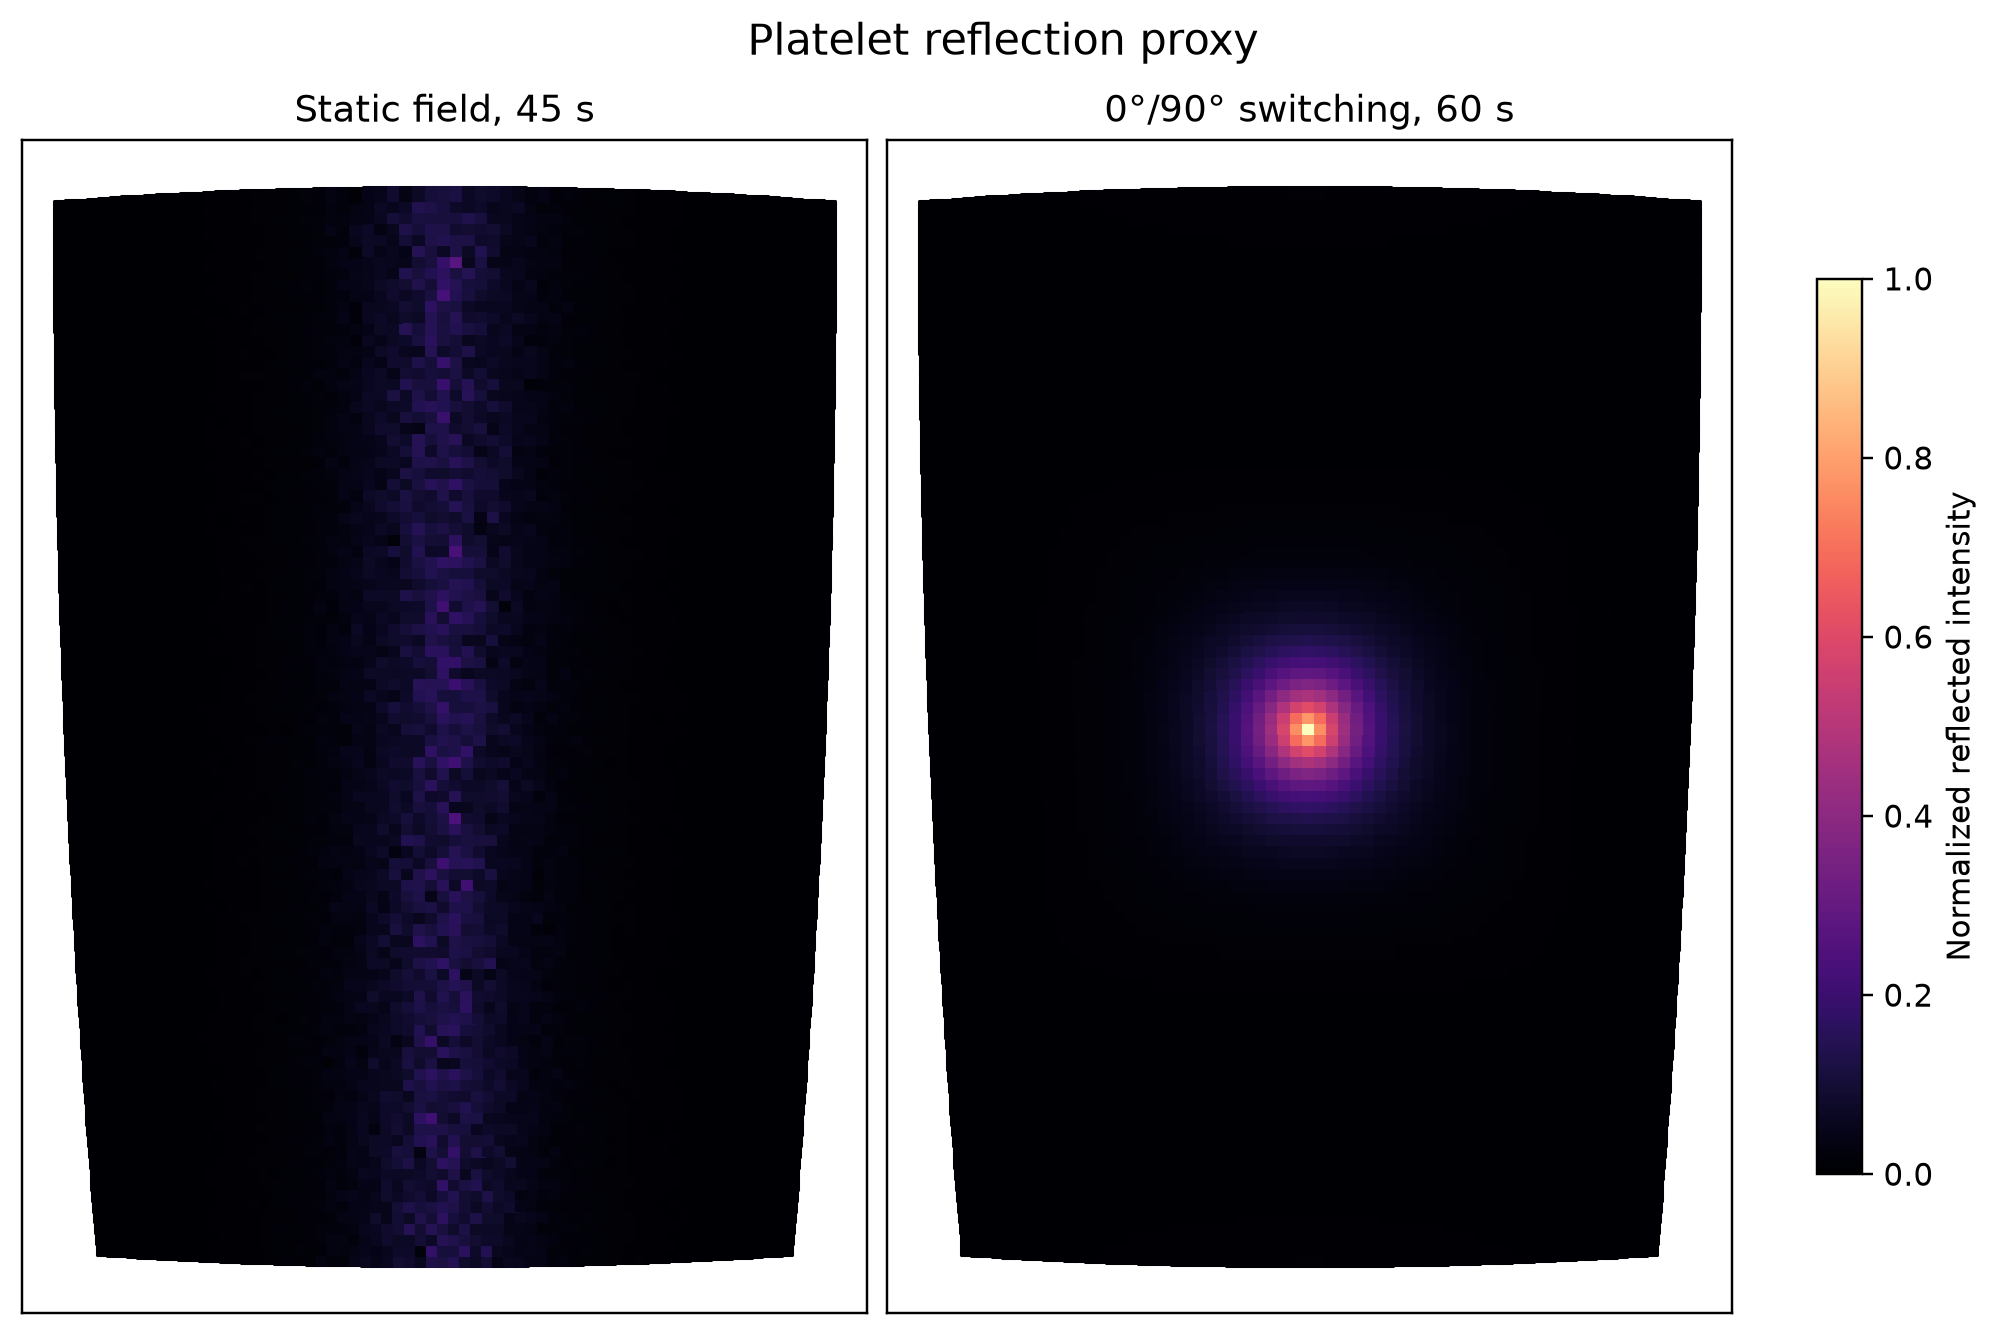 Platelet reflection proxy
Static field, 45 s
0°/90° switching, 60 s
1.0
0.8
0.6
0.4
0.2
0.0
Normalized reflected intensity